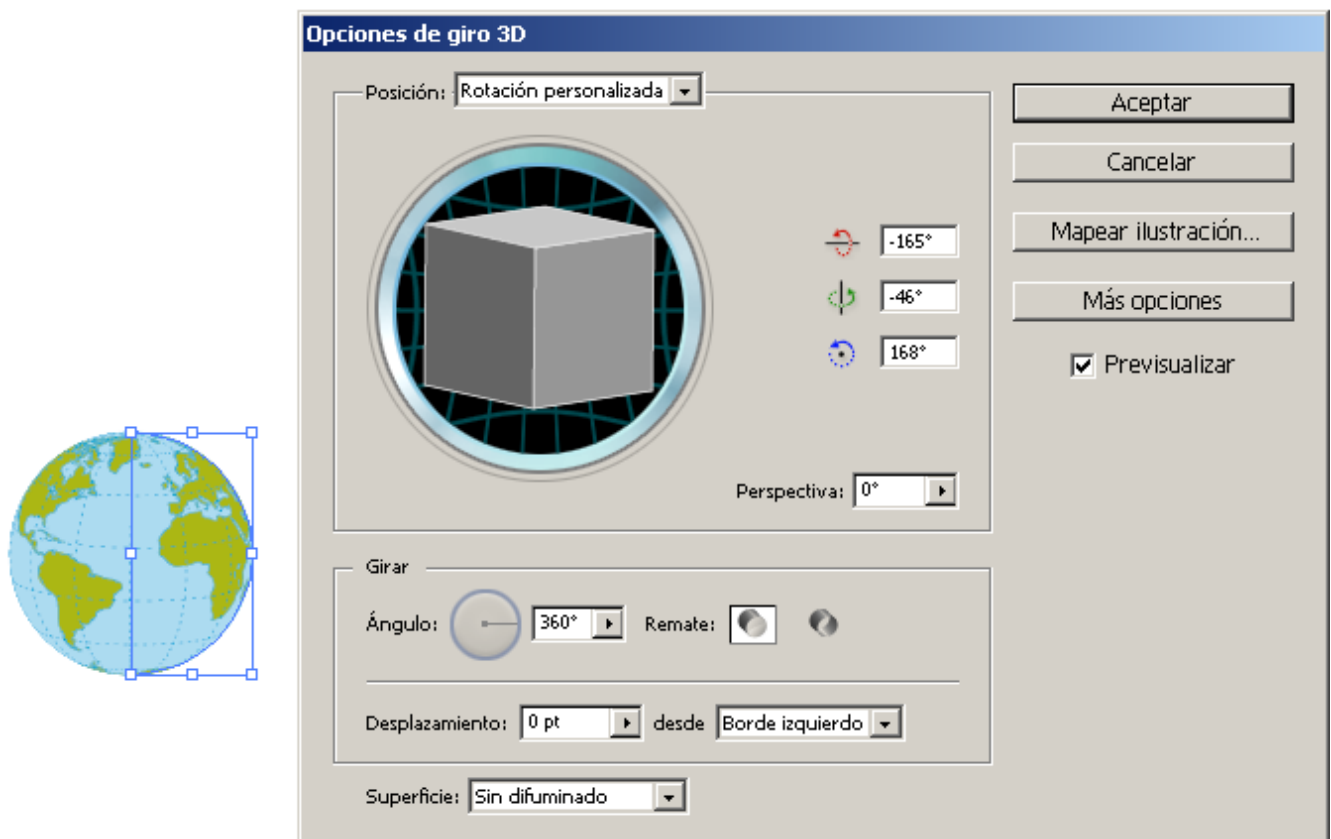 Opciones de giro 3D
Posición: Rotación personalizada
Aceptar
Cancelar
Mapear ilustración...
Más opciones
Previsualizar
-165°
-46°
168°
Perspectiva: 0°
Girar
Ángulo: 360° Remate:
Desplazamiento: 0 pt desde Borde izquierdo
Superficie: Sin difuminado